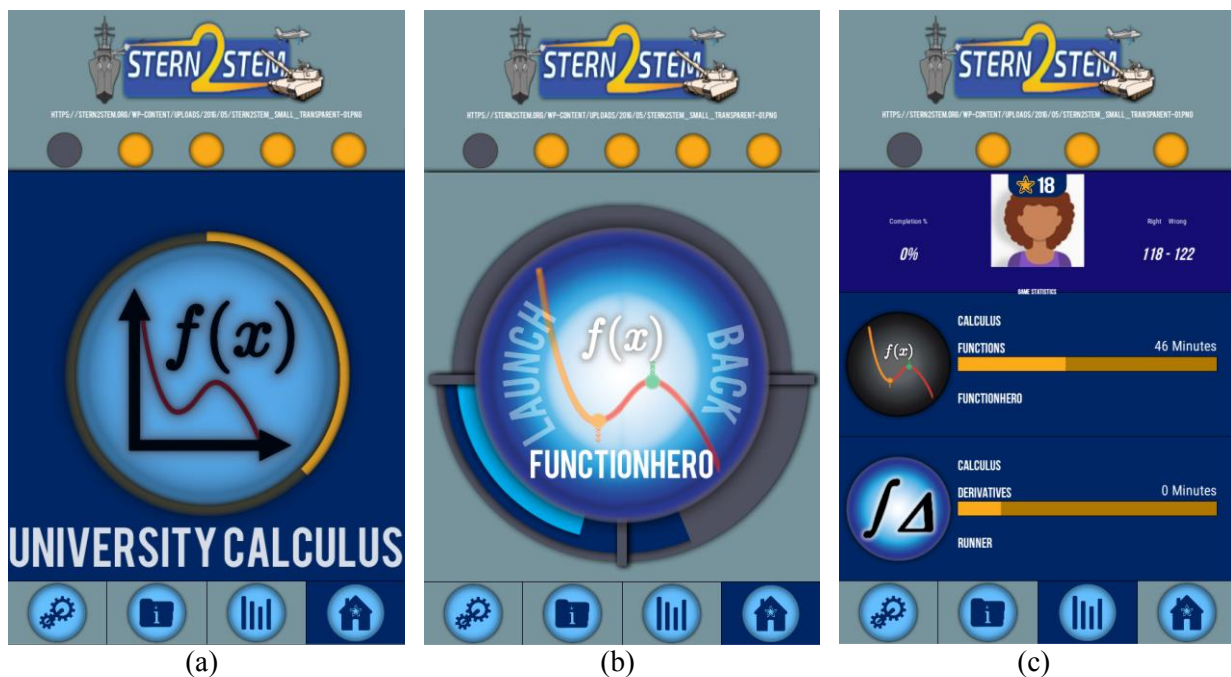 STERN2STEM
HTTPS://STERN2STEM.ORG/WP-CONTENT/UPLOADS/2016/05/STERN2STEM_SMALL_TRANSPARENT-01.PNG
f(x)
UNIVERSITY CALCULUS
i
(a)
STERN2STEM
HTTPS://STERN2STEM.ORG/WP-CONTENT/UPLOADS/2016/05/STERN2STEM_SMALL_TRANSPARENT-01.PNG
LAUNCH
f(x)
BACK
FUNCTIONHERO
i
(b)
STERN2STEM
HTTPS://STERN2STEM.ORG/WP-CONTENT/UPLOADS/2016/05/STERN2STEM_SMALL_TRANSPARENT-01.PNG
18
Completion %
Right Wrong
0%
118 - 122
GAME STATISTICS
CALCULUS
f(x)
FUNCTIONS
46 Minutes
FUNCTIONHERO
CALCULUS
∫Δ
DERIVATIVES
0 Minutes
RUNNER
i
(c)